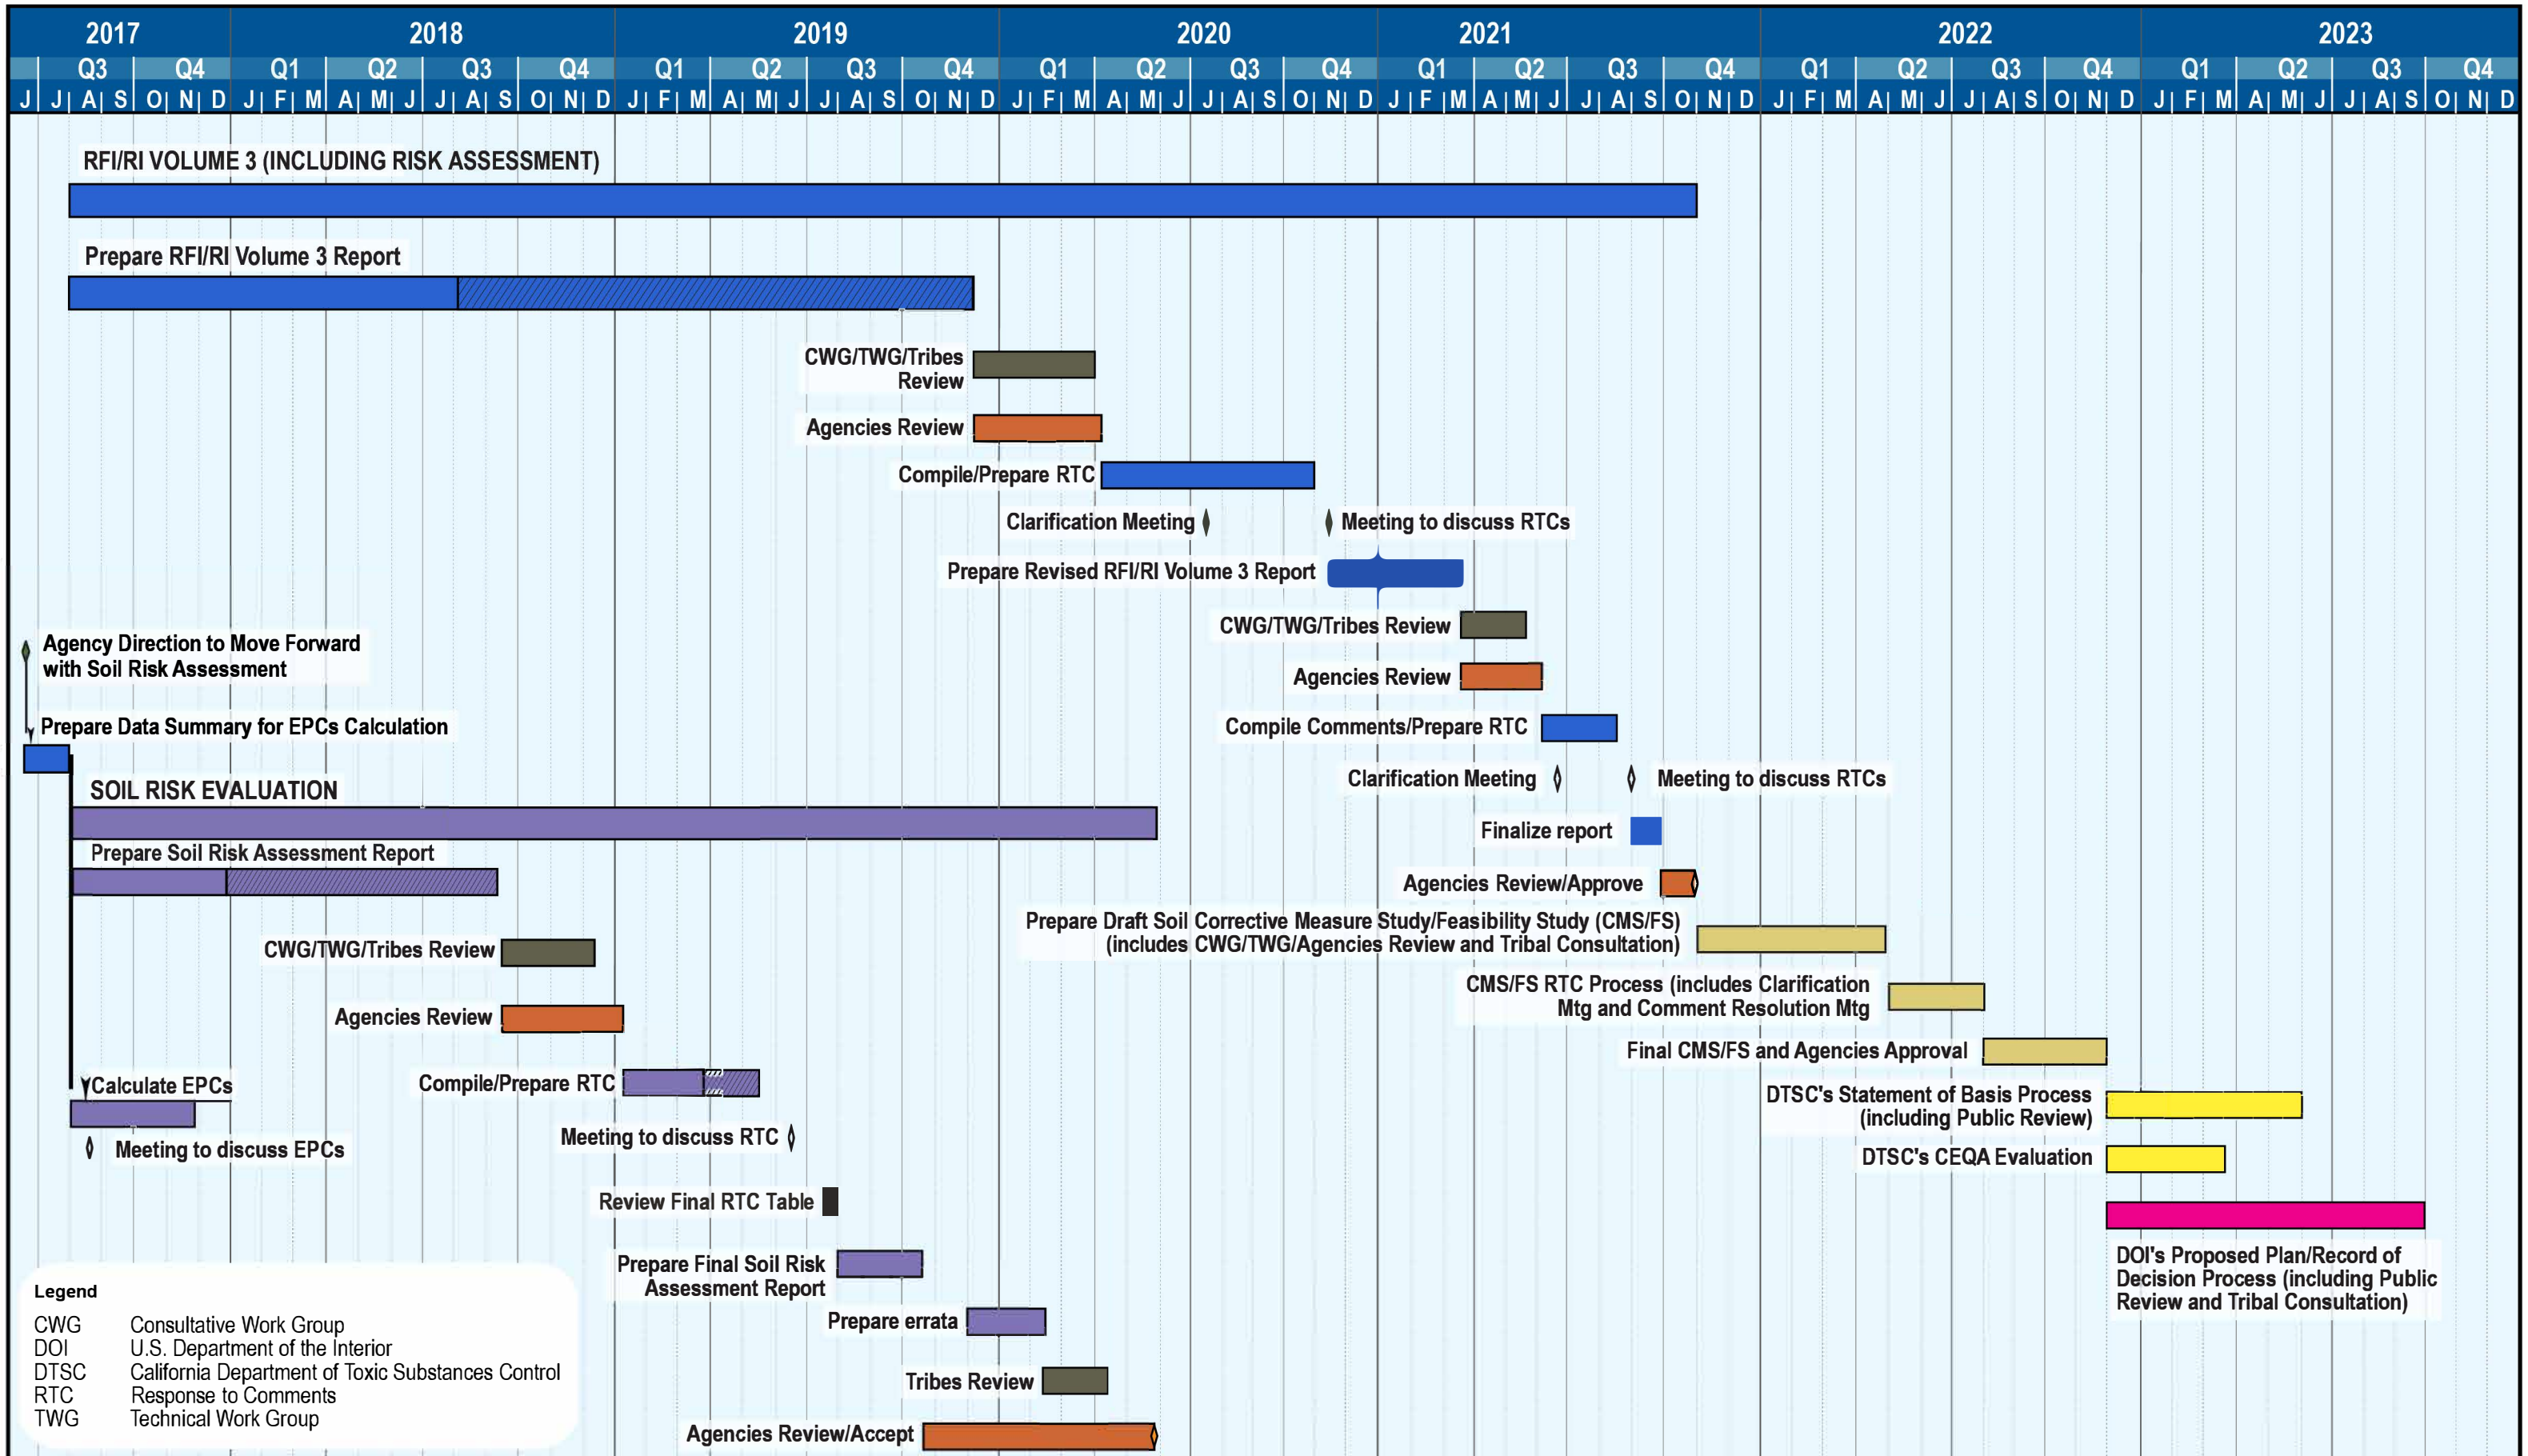 2017 2018 2019 2020 2021 2022 2023
Q3 Q4 Q1 Q2 Q3 Q4 Q1 Q2 Q3 Q4 Q1 Q2 Q3 Q4 Q1 Q2 Q3 Q4 Q1 Q2 Q3 Q4 Q1 Q2 Q3 Q4
J J A S O N D J F M A M J J A S O N D J F M A M J J A S O N D J F M A M J J A S O N D J F M A M J J A S O N D J F M A M J J A S O N D J F M A M J J A S O N D
RFI/RI VOLUME 3 (INCLUDING RISK ASSESSMENT)
Prepare RFI/RI Volume 3 Report
CWG/TWG/Tribes
Review
Agencies Review
Compile/Prepare RTC
Clarification Meeting
Meeting to discuss RTCs
Prepare Revised RFI/RI Volume 3 Report
CWG/TWG/Tribes Review
Agencies Review
Compile Comments/Prepare RTC
Clarification Meeting
Meeting to discuss RTCs
Finalize report
Agencies Review/Approve
Prepare Draft Soil Corrective Measure Study/Feasibility Study (CMS/FS)
(includes CWG/TWG/Agencies Review and Tribal Consultation)
CMS/FS RTC Process (includes Clarification
Mtg and Comment Resolution Mtg
Final CMS/FS and Agencies Approval
DTSC's Statement of Basis Process
(including Public Review)
DTSC's CEQA Evaluation
DOI's Proposed Plan/Record of
Decision Process (including Public
Review and Tribal Consultation)
Agency Direction to Move Forward
with Soil Risk Assessment
Prepare Data Summary for EPCs Calculation
SOIL RISK EVALUATION
Prepare Soil Risk Assessment Report
CWG/TWG/Tribes Review
Agencies Review
Calculate EPCs
Compile/Prepare RTC
Meeting to discuss EPCs
Meeting to discuss RTC
Review Final RTC Table
Prepare Final Soil Risk
Assessment Report
Prepare errata
Tribes Review
Agencies Review/Accept
Legend
CWG Consultative Work Group
DOI U.S. Department of the Interior
DTSC California Department of Toxic Substances Control
RTC Response to Comments
TWG Technical Work Group